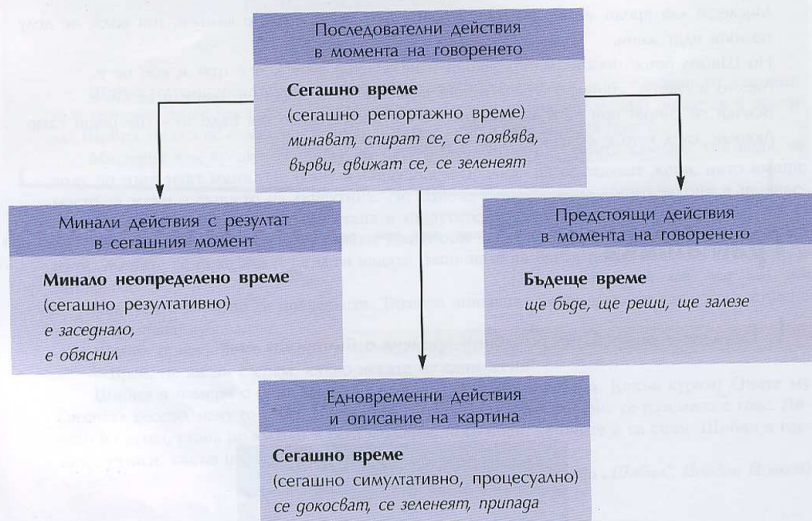 Последователни действия
в момента на говоренето
Сегашно време
(сегашно репортажно време)
минават, спират се, се появява,
върви, движат се, се зеленеят
Минали действия с резултат
в сегашния момент
Минало неопределено време
(сегашно резултативно)
е заседнало,
е обяснил
Предстоящи действия
в момента на говоренето
Бъдеще време
ще бъде, ще реши, ще залезе
Едновременни действия
и описание на картина
Сегашно време
(сегашно симултативно, процесуално)
се докосват, се зеленеят, припада